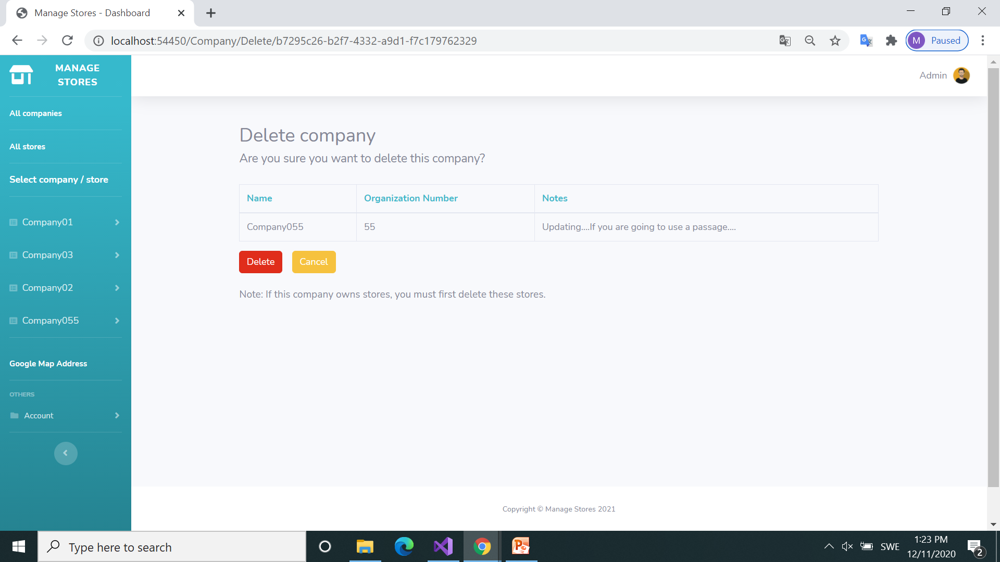 Manage Stores - Dashboard
localhost:54450/Company/Delete/b7295c26-b2f7-4332-a9d1-f7c179762329
M Paused
MANAGE
STORES
Admin
All companies
All stores
Select company / store
Company01
Company03
Company02
Company055
Google Map Address
OTHERS
Account
Delete company
Are you sure you want to delete this company?
Name Organization Number Notes
Company055 55 Updating....If you are going to use a passage....
Delete Cancel
Note: If this company owns stores, you must first delete these stores.
Copyright © Manage Stores 2021
Type here to search
SWE
1:23 PM
12/11/2020
2